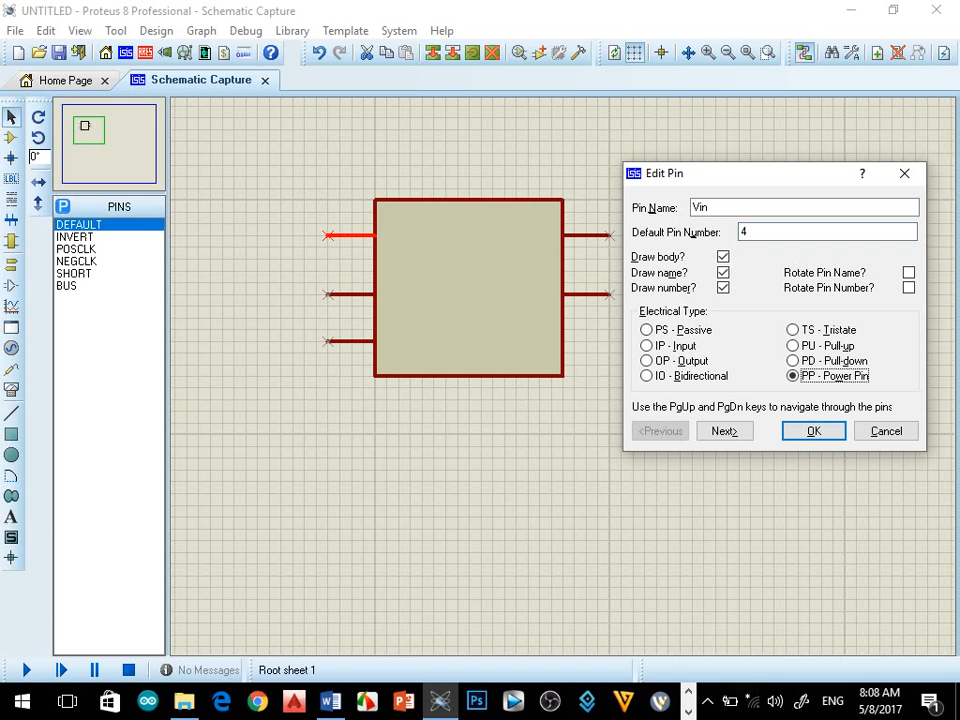 UNTITLED - Proteus 8 Professional - Schematic Capture
File Edit View Tool Design Graph Debug Library Template System Help
Home Page Schematic Capture
0°
LBL
P PINS
DEFAULT
INVERT
POSCLK
NEGCLK
SHORT
BUS
A
S
ISIS Edit Pin ?
Pin Name: Vin
Default Pin Number: 4
Draw body?
Draw name? Rotate Pin Name?
Draw number? Rotate Pin Number?
Electrical Type:
PS - Passive TS - Tristate
IP - Input PU - Pull-up
OP - Output PD - Pull-down
IO - Bidirectional PP - Power Pin
Use the PgUp and PgDn keys to navigate through the pins
<Previous Next> OK Cancel
No Messages Root sheet 1
ENG 8:08 AM
5/8/2017